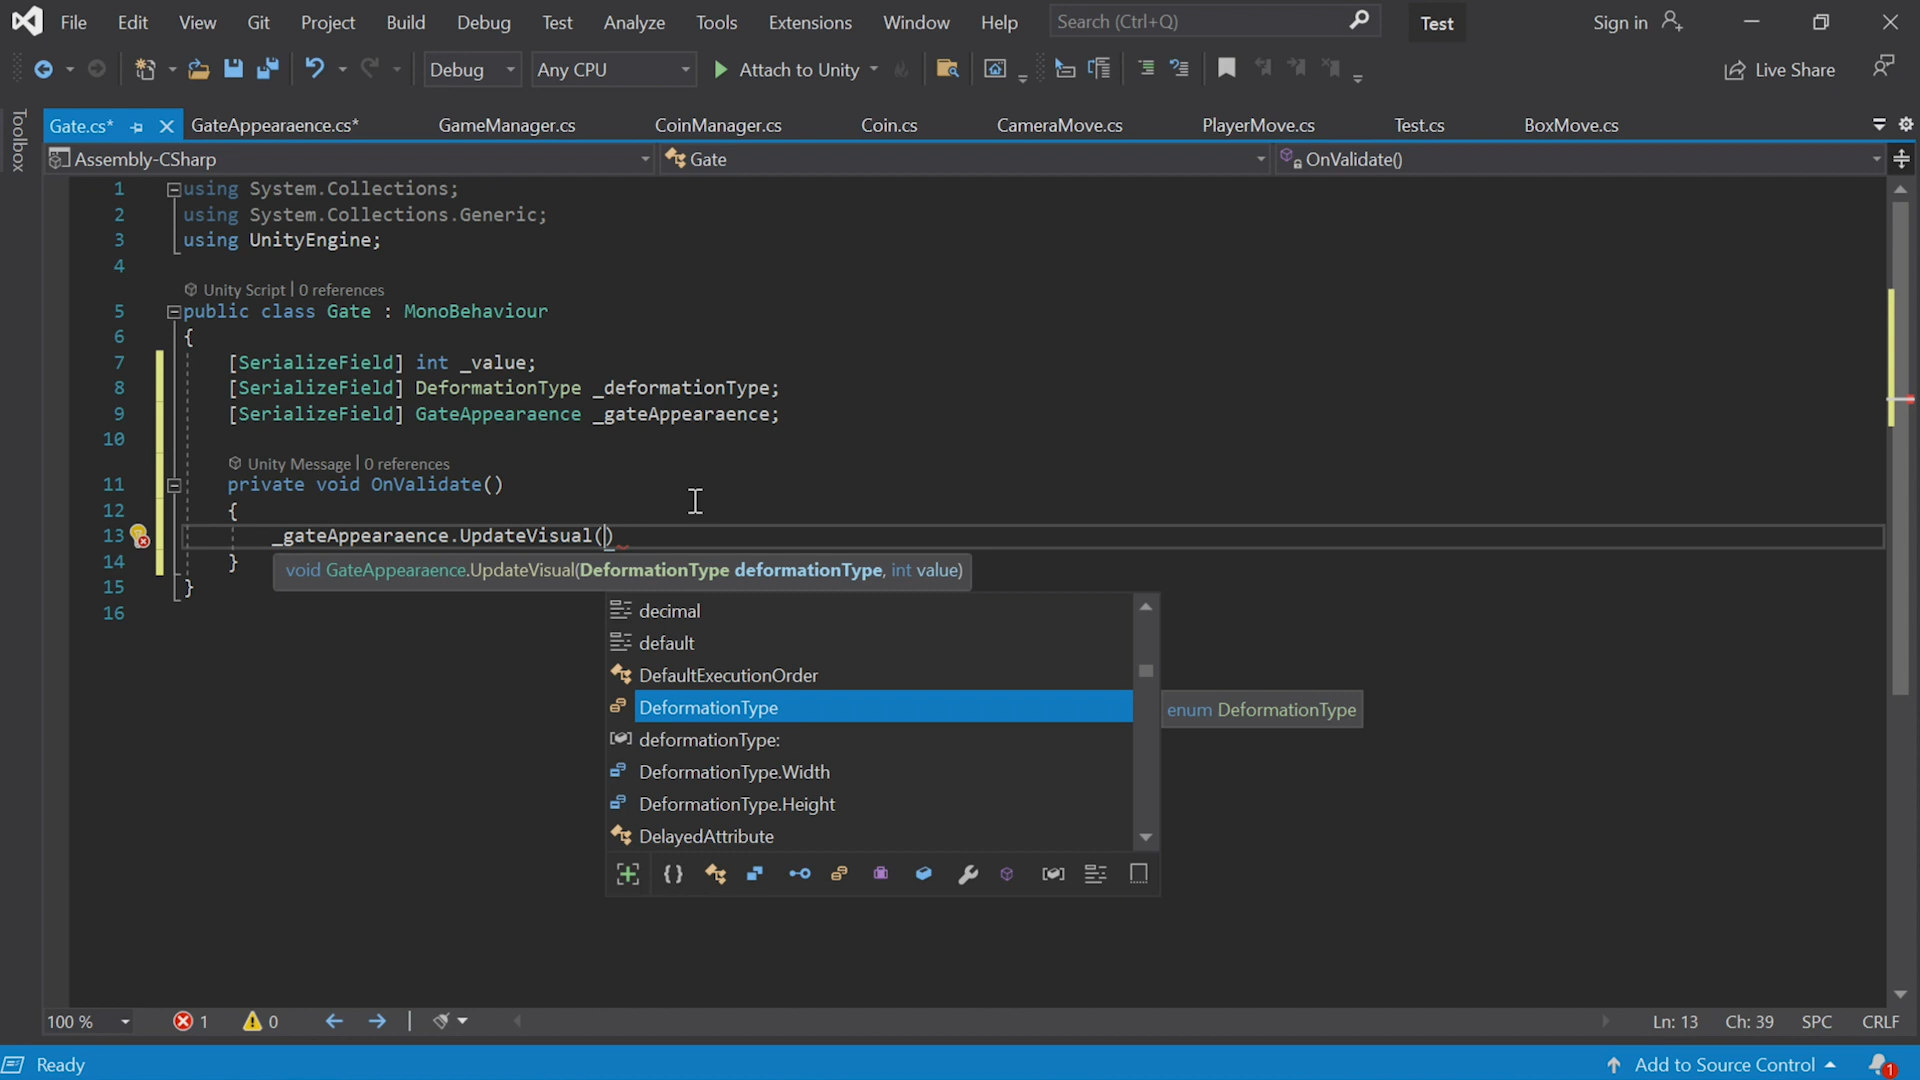 File Edit View Git Project Build Debug Test Analyze Tools Extensions Window Help Search (Ctrl+Q) Test Sign in
Debug Any CPU Attach to Unity Live Share
Toolbox
Gate.cs* GateAppearaence.cs* GameManager.cs CoinManager.cs Coin.cs CameraMove.cs PlayerMove.cs Test.cs BoxMove.cs
Assembly-CSharp Gate OnValidate()
1 using System.Collections;
2 using System.Collections.Generic;
3 using UnityEngine;
4
Unity Script | 0 references
5 public class Gate : MonoBehaviour
6 {
7 [SerializeField] int _value;
8 [SerializeField] DeformationType _deformationType;
9 [SerializeField] GateAppearaence _gateAppearaence;
10
Unity Message | 0 references
11 private void OnValidate()
12 {
13 _gateAppearaence.UpdateVisual()
14 }
void GateAppearaence.UpdateVisual(DeformationType deformationType, int value)
15 }
16
decimal
default
DefaultExecutionOrder
DeformationType
enum DeformationType
deformationType:
DeformationType.Width
DeformationType.Height
DelayedAttribute
100 % 1 0 Ln: 13 Ch: 39 SPC CRLF
Ready Add to Source Control 1